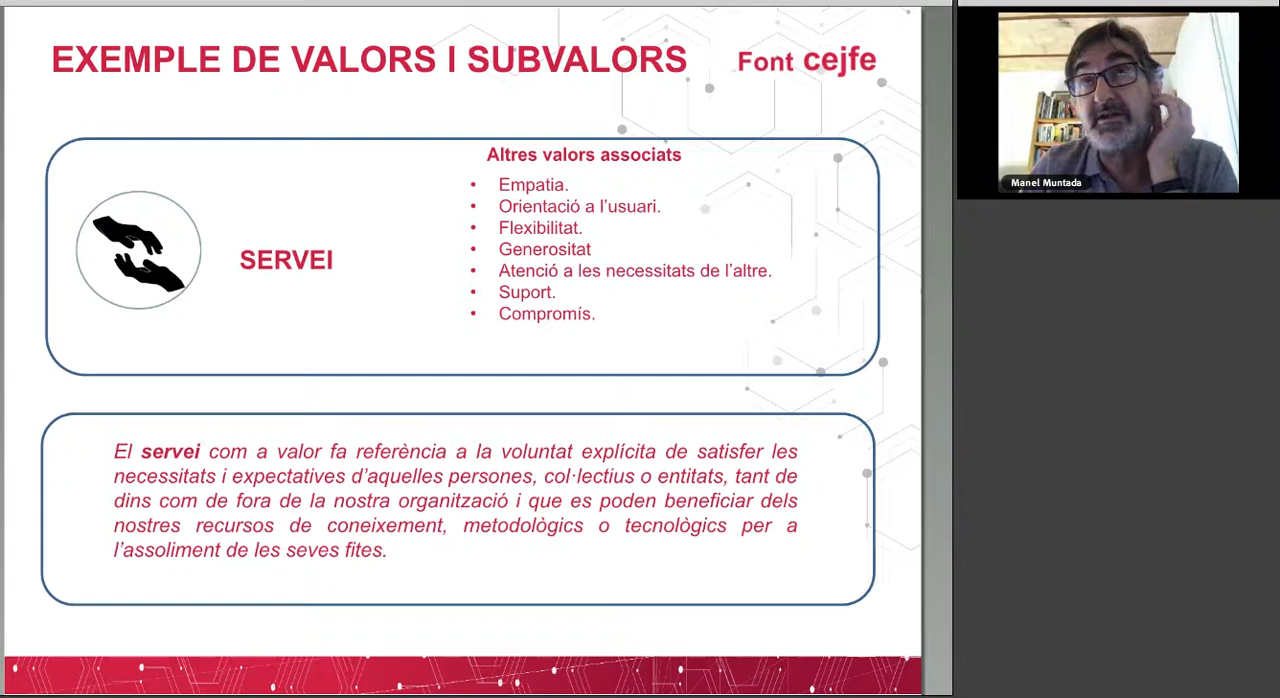 EXEMPLE DE VALORS I SUBVALORS
Font cejfe
SERVEI
Altres valors associats
• Empatia.
• Orientació a l’usuari.
• Flexibilitat.
• Generositat
• Atenció a les necessitats de l’altre.
• Suport.
• Compromís.
El servei com a valor fa referència a la voluntat explícita de satisfer les
necessitats i expectatives d’aquelles persones, col·lectius o entitats, tant de
dins com de fora de la nostra organització i que es poden beneficiar dels
nostres recursos de coneixement, metodològics o tecnològics per a
l’assoliment de les seves fites.
Manel Muntada